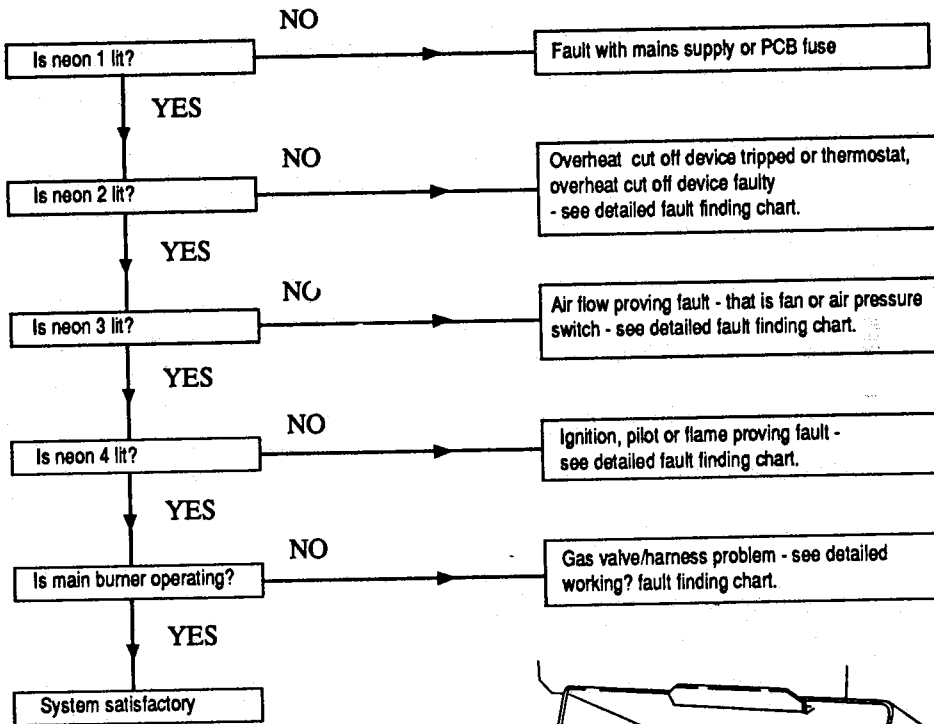 NO
Is neon 1 lit?
Fault with mains supply or PCB fuse
YES
NO
Is neon 2 lit?
Overheat cut off device tripped or thermostat,
overheat cut off device faulty
- see detailed fault finding chart.
YES
NO
Is neon 3 lit?
Air flow proving fault - that is fan or air pressure
switch - see detailed fault finding chart.
YES
NO
Is neon 4 lit?
Ignition, pilot or flame proving fault -
see detailed fault finding chart.
YES
NO
Is main burner operating?
Gas valve/harness problem - see detailed
working? fault finding chart.
YES
System satisfactory